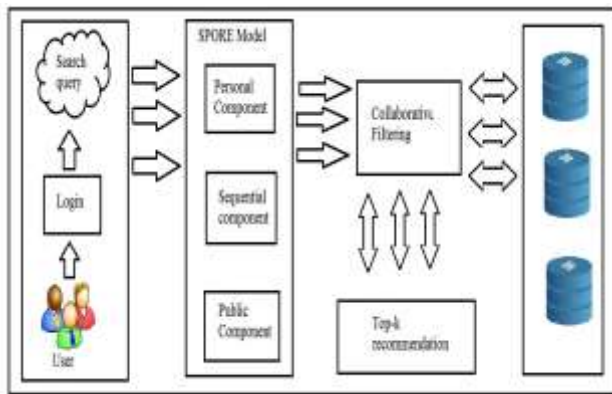 Search
query
Login
User
SPORE Model
Personal
Component
Sequential
component
Public
Component
Collaborative
Filtering
Top-k
recommendation